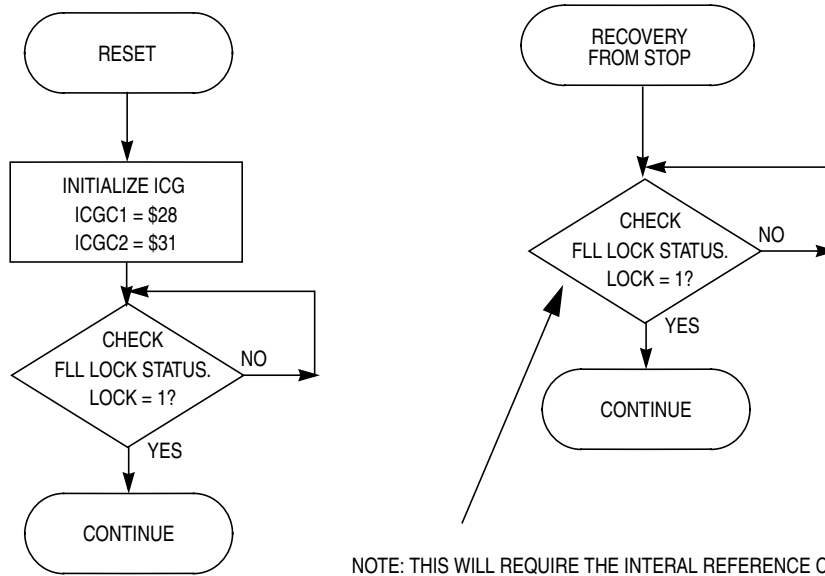 RESET
INITIALIZE ICG
ICGC1 = $28
ICGC2 = $31
CHECK
FLL LOCK STATUS.
LOCK = 1?
NO
YES
CONTINUE
RECOVERY
FROM STOP
CHECK
FLL LOCK STATUS.
LOCK = 1?
NO
YES
CONTINUE
NOTE: THIS WILL REQUIRE THE INTERAL REFERENCE C